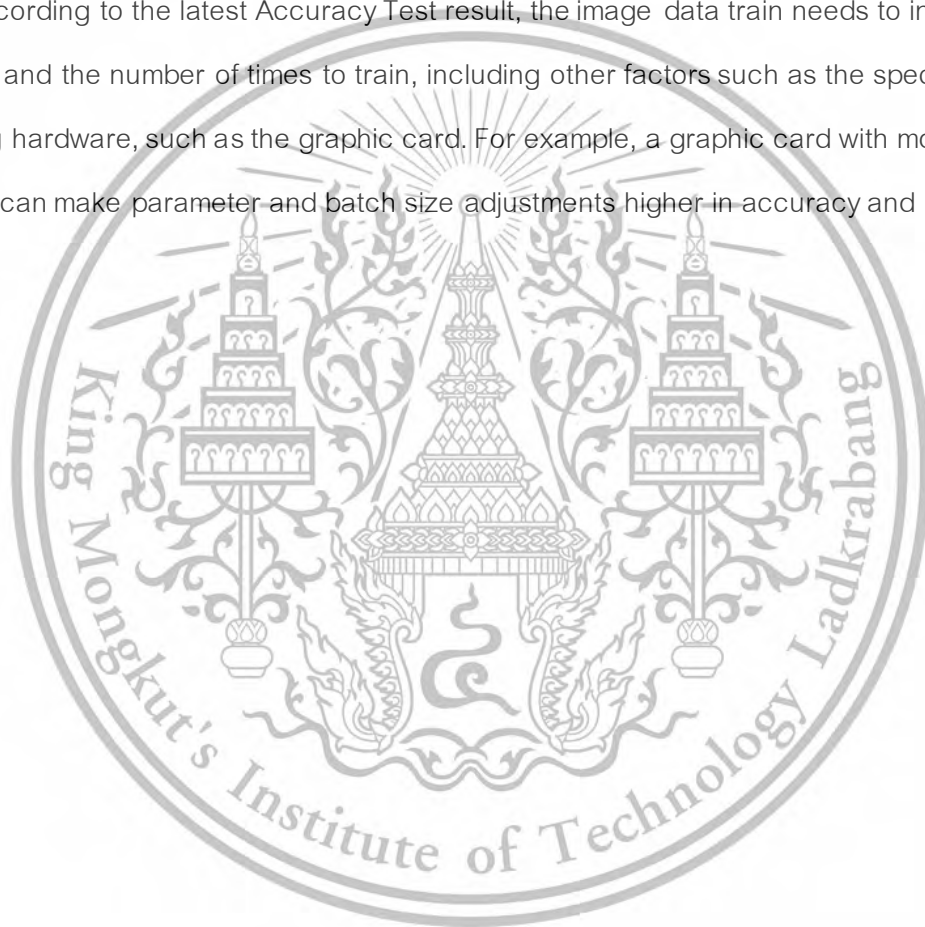 cording to the latest Accuracy Test result, the image data train needs to in
and the number of times to train, including other factors such as the spec
hardware, such as the graphic card. For example, a graphic card with mo
can make parameter and batch size adjustments higher in accuracy and
King Mongkut's Institute of Technology Ladkrabang